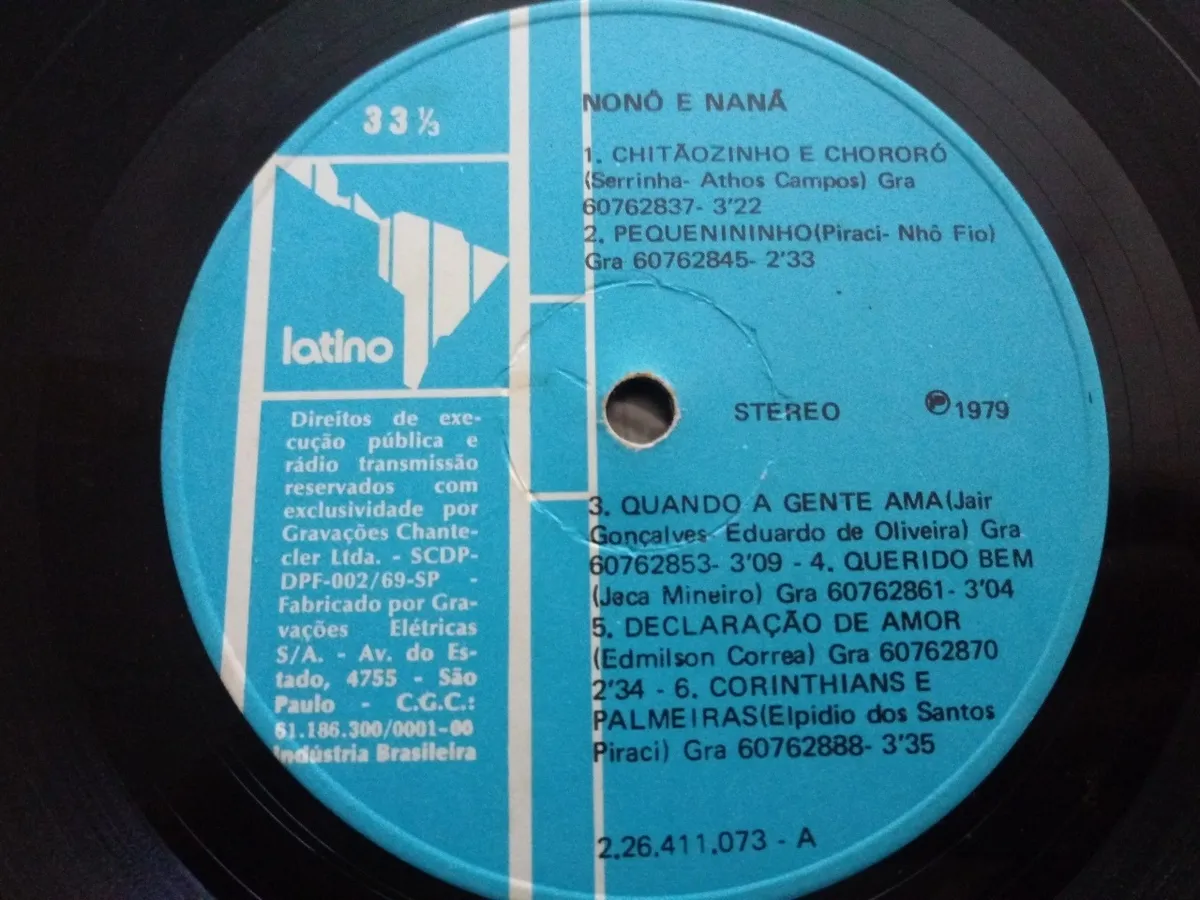 33 ⅓
latino
Direitos de exe-
cução pública e
rádio transmissão
reservados com
exclusividade por
Gravações Chante-
cler Ltda. - SCDP-
DPF-002/69-SP -
Fabricado por Gra-
vações Elétricas
S/A. - Av. do Es-
tado, 4755 - São
Paulo - C.G.C.:
61.186.300/0001-00
Indústria Brasileira
NONÔ E NANÁ
1. CHITÃOZINHO E CHORORÓ
(Serrinha- Athos Campos) Gra
60762837- 3'22
2. PEQUENININHO(Piraci- Nhô Fio)
Gra 60762845- 2'33
STEREO
℗ 1979
3. QUANDO A GENTE AMA(Jair
Gonçalves- Eduardo de Oliveira) Gra
60762853- 3'09 - 4. QUERIDO BEM
(Jeca Mineiro) Gra 60762861- 3'04
5. DECLARAÇÃO DE AMOR
(Edmilson Correa) Gra 60762870
2'34 - 6. CORINTHIANS E
PALMEIRAS(Elpidio dos Santos
Piraci) Gra 60762888- 3'35
2.26.411.073 - A